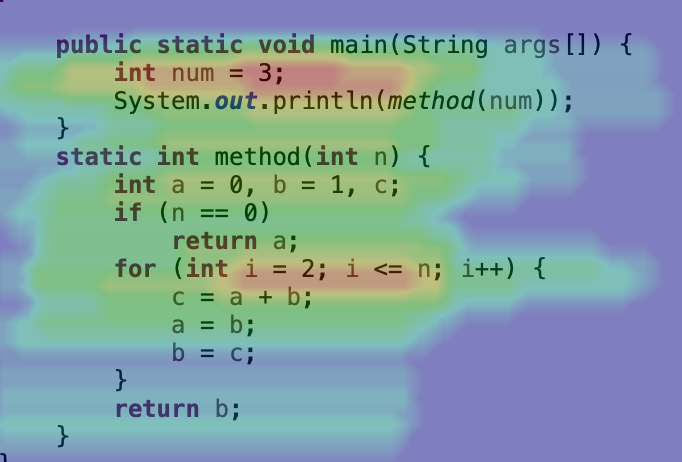 public static void main(String args[]) {
int num = 3;
System.out.println(method(num));
}
static int method(int n) {
int a = 0, b = 1, c;
if (n == 0)
return a;
for (int i = 2; i <= n; i++) {
c = a + b;
a = b;
b = c;
}
return b;
}
}